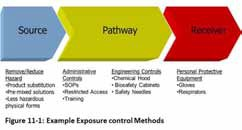 Source
Pathway
Receiver
Remove/Reduce
Hazard
•Product substitution
•Pre-mixed solutions
•Less hazardous
physical forms
Administrative
Controls
•SOPs
•Restricted Access
•Training
Engineering Controls
•Chemical Hood
•Biosafety Cabinets
•Safety Needles
Personal Protective
Equipment
•Gloves
•Respirators
Figure 11-1: Example Exposure control Methods